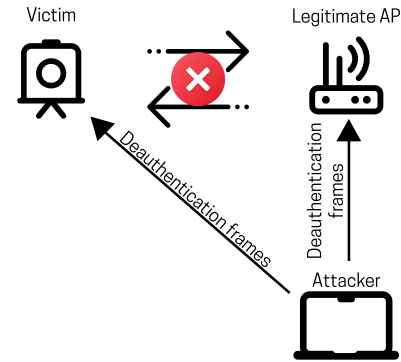 Victim
Legitimate AP
Deauthentication frames
Deauthentication
frames
Attacker